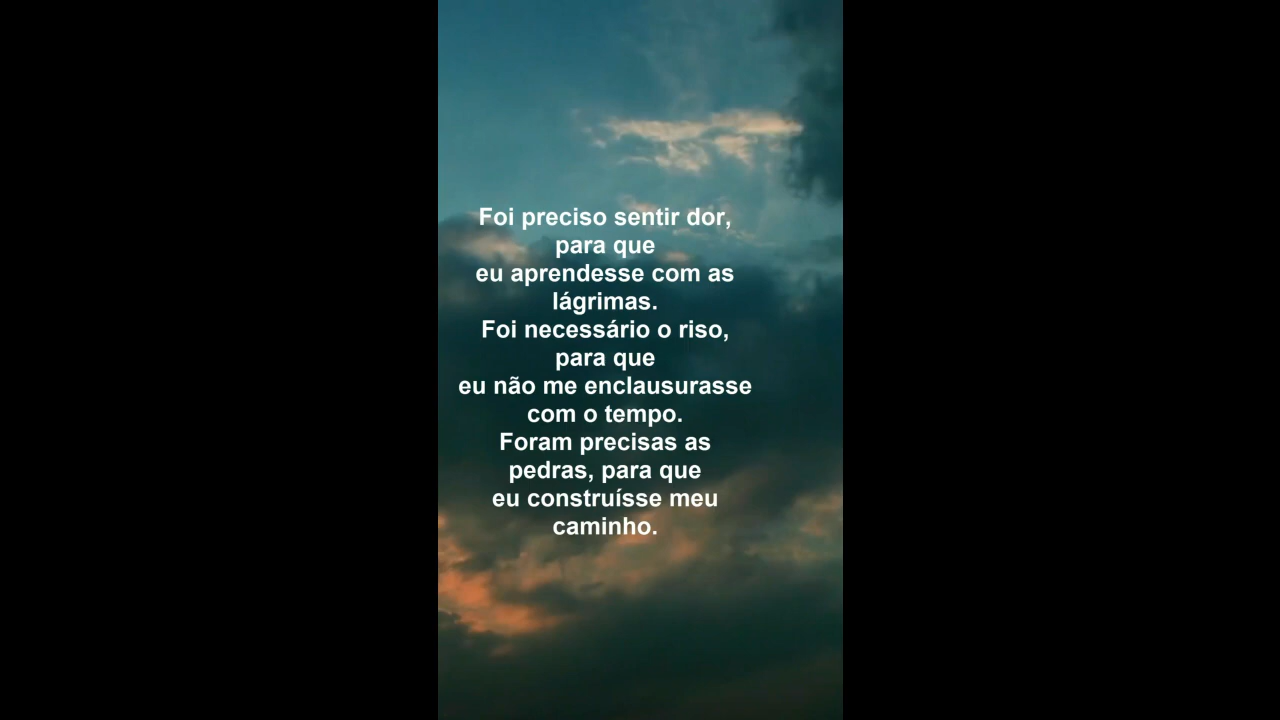 Foi preciso sentir dor,
para que
eu aprendesse com as
lágrimas.
Foi necessário o riso,
para que
eu não me enclausurasse
com o tempo.
Foram precisas as
pedras, para que
eu construísse meu
caminho.